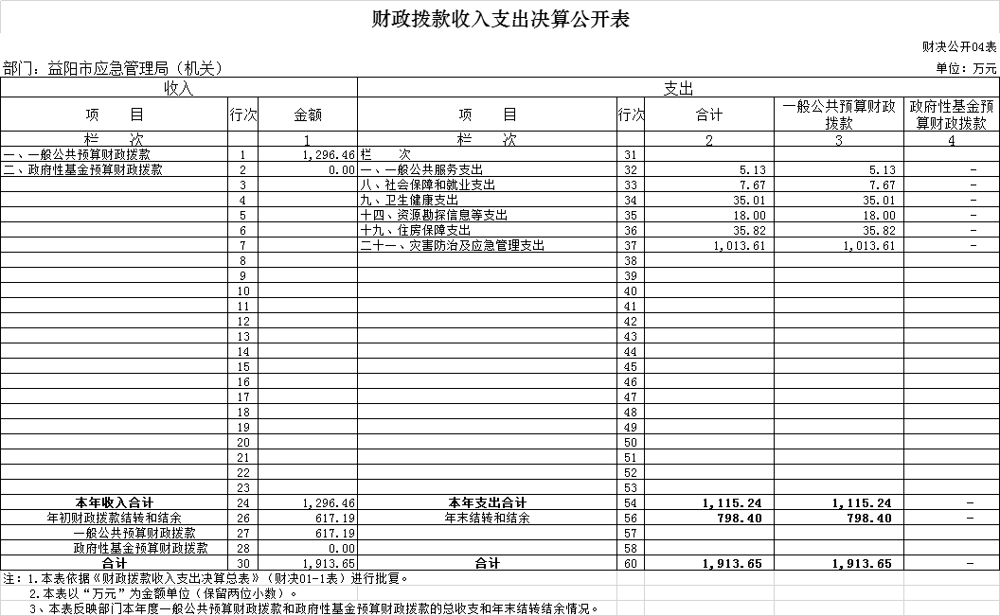 财政拨款收入支出决算公开表
财决公开04表
部门：益阳市应急管理局（机关） 单位：万元
收入 支出
项 目 行次 金额 项 目 行次 合计 一般公共预算财政拨款 政府性基金预算财政拨款
栏 次 1 栏 次 2 3 4
一、一般公共预算财政拨款 1 1,296.46 栏 次 31
二、政府性基金预算财政拨款 2 0.00 一、一般公共服务支出 32 5.13 5.13 -
3 八、社会保障和就业支出 33 7.67 7.67 -
4 九、卫生健康支出 34 35.01 35.01 -
5 十四、资源勘探信息等支出 35 18.00 18.00 -
6 十九、住房保障支出 36 35.82 35.82 -
7 二十一、灾害防治及应急管理支出 37 1,013.61 1,013.61 -
8 38
9 39
10 40
11 41
12 42
13 43
14 44
15 45
16 46
17 47
18 48
19 49
20 50
21 51
22 52
23 53
本年收入合计 24 1,296.46 本年支出合计 54 1,115.24 1,115.24 -
年初财政拨款结转和结余 26 617.19 年末结转和结余 56 798.40 798.40 -
一般公共预算财政拨款 27 617.19 57
政府性基金预算财政拨款 28 0.00 58
合计 30 1,913.65 合计 60 1,913.65 1,913.65 -
注：1.本表依据《财政拨款收入支出决算总表》（财决01-1表）进行批复。
2.本表以“万元”为金额单位（保留两位小数）。
3、本表反映部门本年度一般公共预算财政拨款和政府性基金预算财政拨款的总收支和年末结转结余情况。